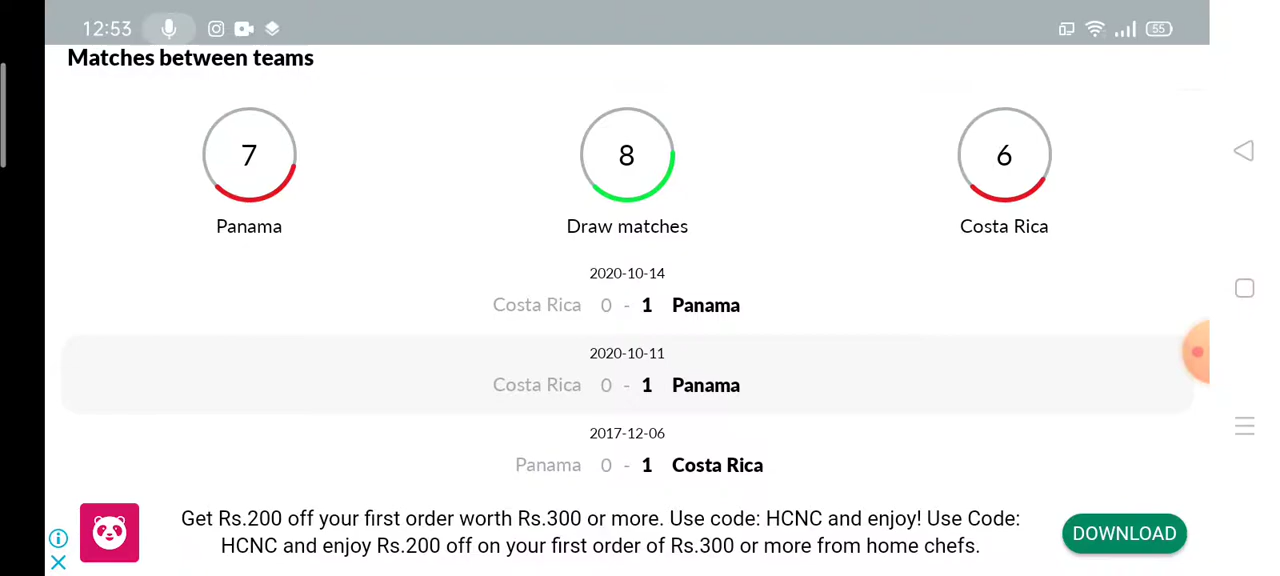 12:53
55
Matches between teams
7 8 6
Panama Draw matches Costa Rica
2020-10-14
Costa Rica 0 - 1 Panama
2020-10-11
Costa Rica 0 - 1 Panama
2017-12-06
Panama 0 - 1 Costa Rica
Get Rs.200 off your first order worth Rs.300 or more. Use code: HCNC and enjoy! Use Code:
HCNC and enjoy Rs.200 off on your first order of Rs.300 or more from home chefs.
DOWNLOAD